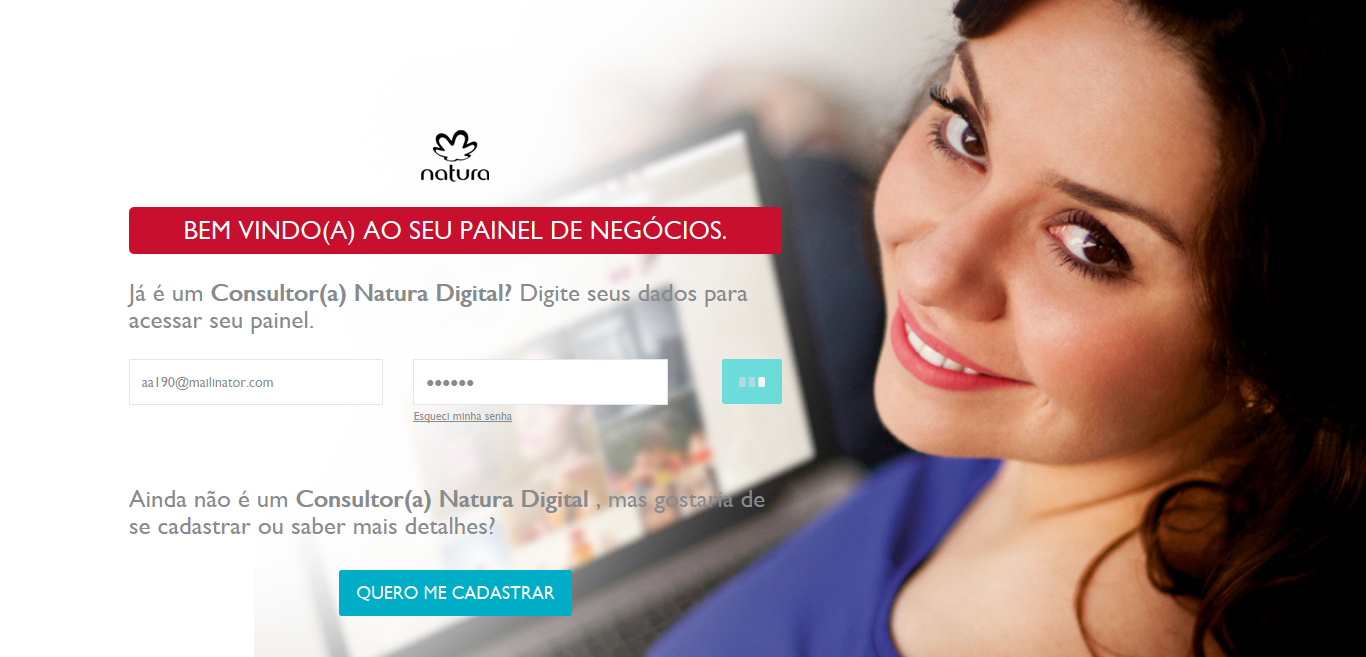 natura
BEM VINDO(A) AO SEU PAINEL DE NEGÓCIOS.
Já é um Consultor(a) Natura Digital? Digite seus dados para
acessar seu painel.
aa190@mailinator.com
••••••
Esqueci minha senha
Ainda não é um Consultor(a) Natura Digital , mas gostaria de
se cadastrar ou saber mais detalhes?
QUERO ME CADASTRAR